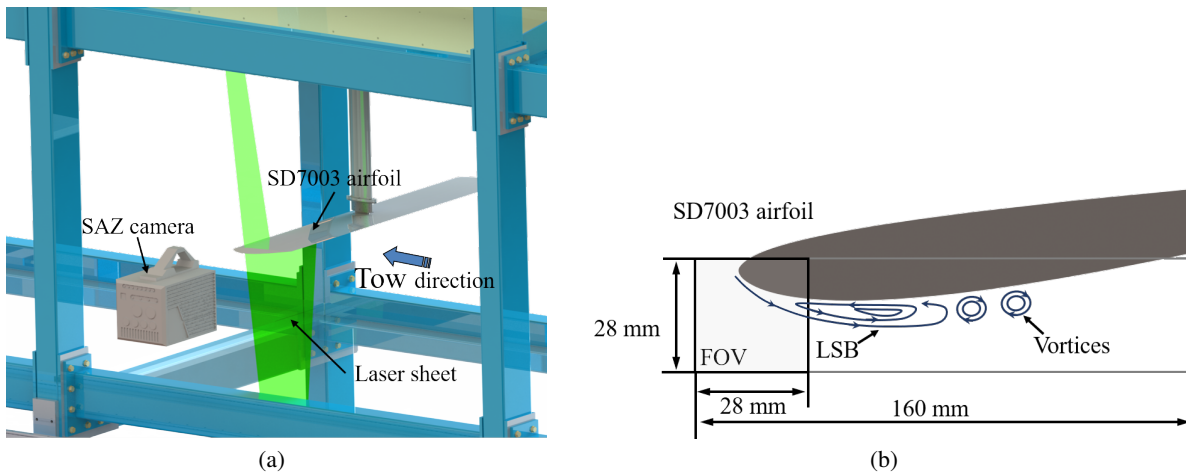 SD7003 airfoil
SAZ camera
Tow direction
Laser sheet
(a)
SD7003 airfoil
28 mm
FOV
LSB
Vortices
28 mm
160 mm
(b)